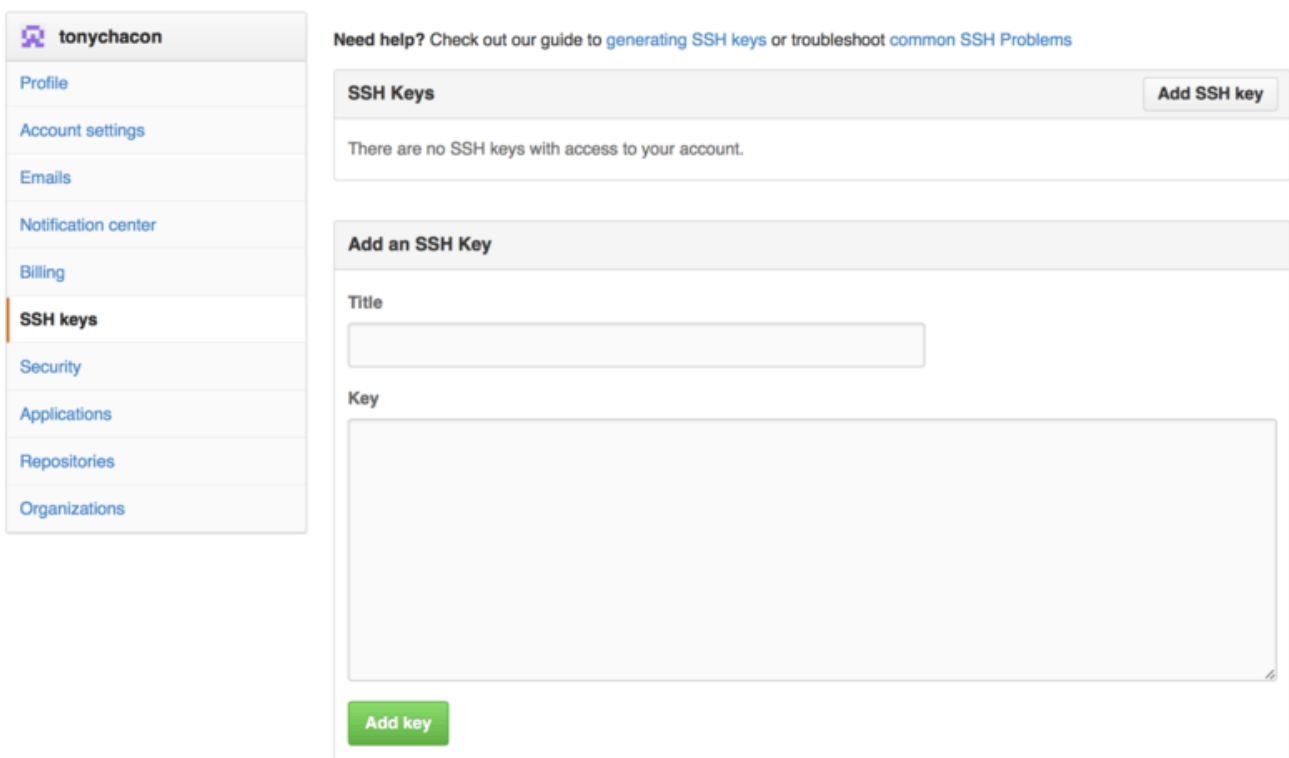 tonychacon
Profile
Account settings
Emails
Notification center
Billing
SSH keys
Security
Applications
Repositories
Organizations
Need help? Check out our guide to generating SSH keys or troubleshoot common SSH Problems
SSH Keys
Add SSH key
There are no SSH keys with access to your account.
Add an SSH Key
Title
Key
Add key